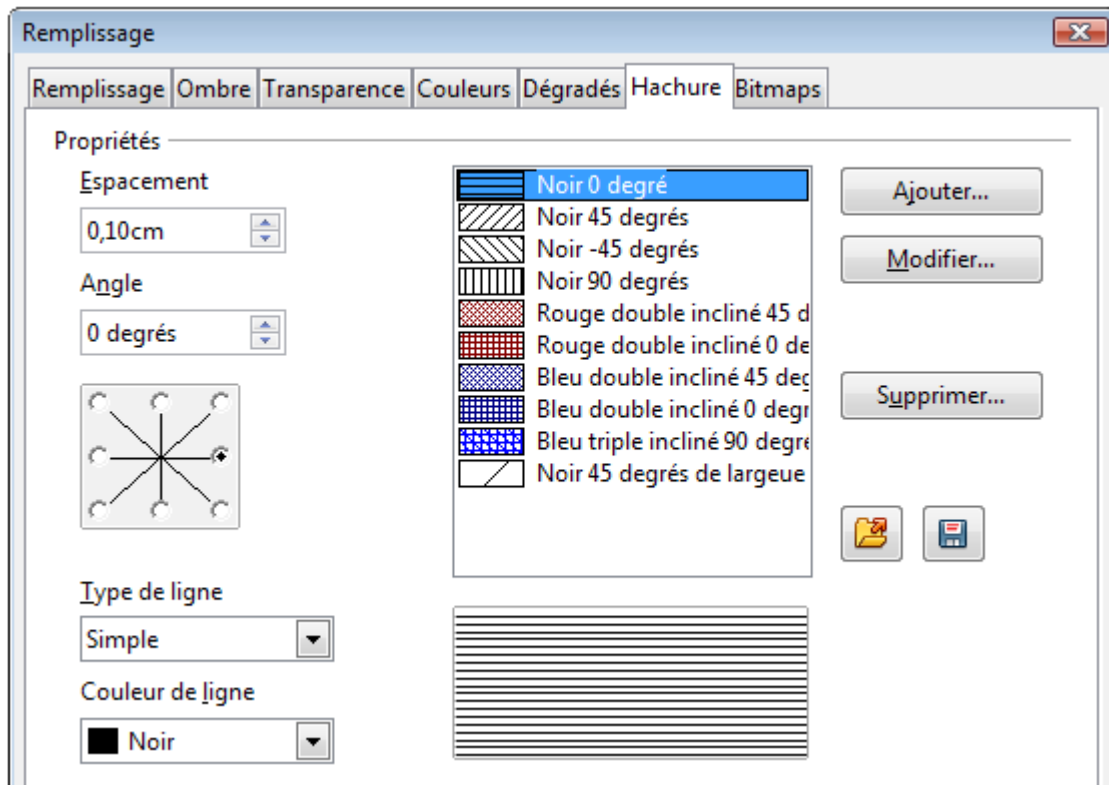 Remplissage
Remplissage Ombre Transparence Couleurs Dégradés Hachure Bitmaps
Propriétés
Espacement
0,10cm
Angle
0 degrés
Type de ligne
Simple
Couleur de ligne
Noir
Noir 0 degré
Noir 45 degrés
Noir -45 degrés
Noir 90 degrés
Rouge double incliné 45 d
Rouge double incliné 0 de
Bleu double incliné 45 deg
Bleu double incliné 0 degr
Bleu triple incliné 90 degré
Noir 45 degrés de largeue
Ajouter...
Modifier...
Supprimer...